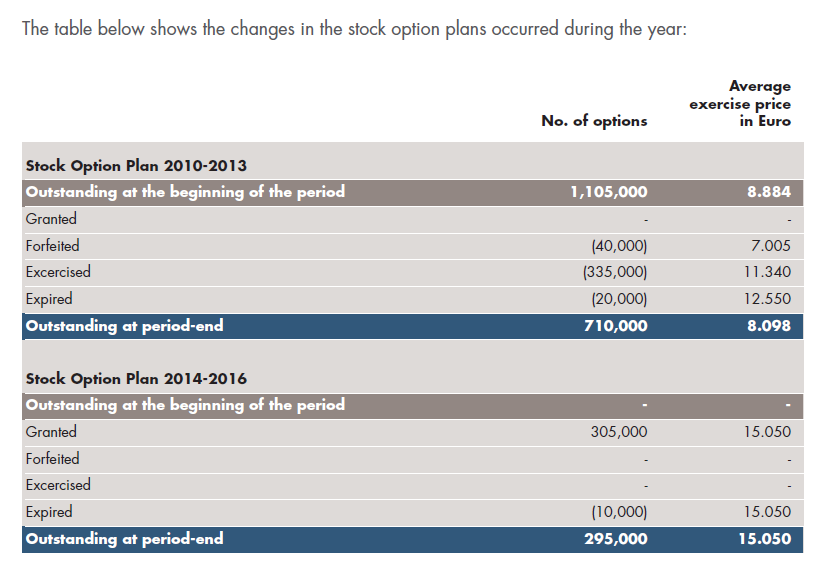 The table below shows the changes in the stock option plans occurred during the year:
Average
exercise price
No. of options in Euro
Stock Option Plan 2010-2013
Outstanding at the beginning of the period 1,105,000 8.884
Granted - -
Forfeited (40,000) 7.005
Excercised (335,000) 11.340
Expired (20,000) 12.550
Outstanding at period-end 710,000 8.098
Stock Option Plan 2014-2016
Outstanding at the beginning of the period - -
Granted 305,000 15.050
Forfeited - -
Excercised - -
Expired (10,000) 15.050
Outstanding at period-end 295,000 15.050